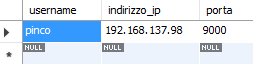 username indirizzo_ip porta
pinco 192.168.137.98 9000
NULL NULL NULL